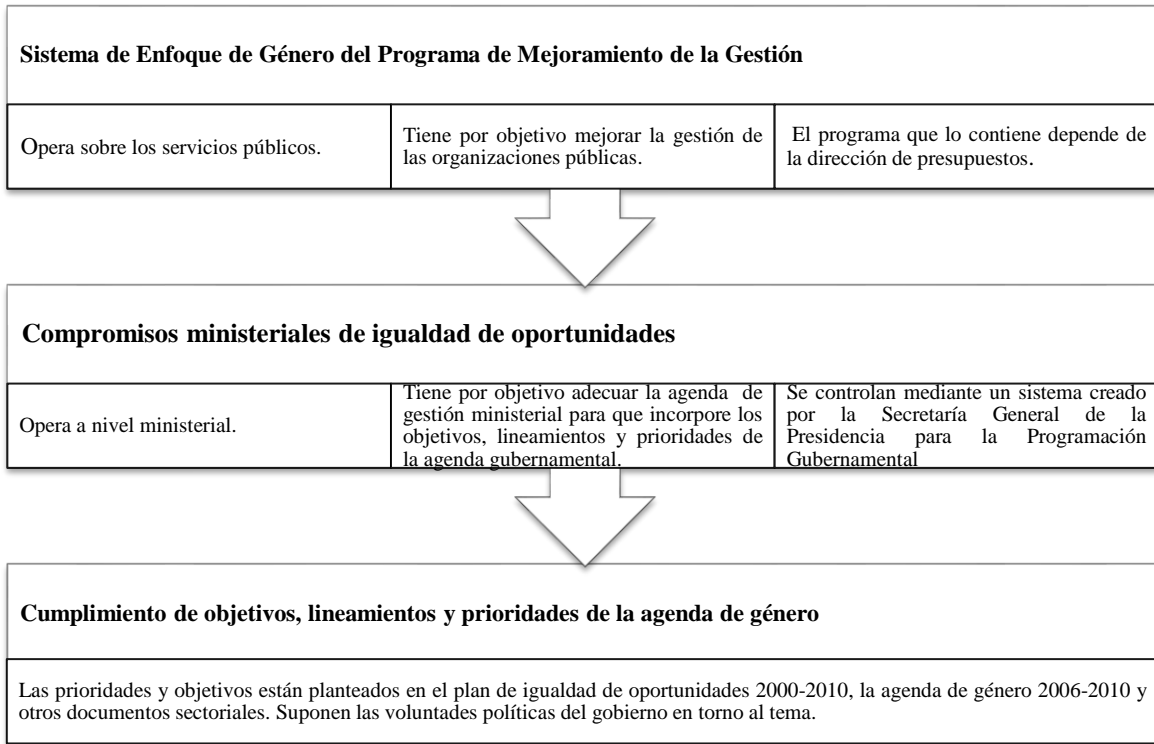 Sistema de Enfoque de Género del Programa de Mejoramiento de la Gestión
Opera sobre los servicios públicos.
Tiene por objetivo mejorar la gestión de
las organizaciones públicas.
El programa que lo contiene depende de
la dirección de presupuestos.
Compromisos ministeriales de igualdad de oportunidades
Opera a nivel ministerial.
Tiene por objetivo adecuar la agenda de
gestión ministerial para que incorpore los
objetivos, lineamientos y prioridades de
la agenda gubernamental.
Se controlan mediante un sistema creado
por la Secretaría General de la
Presidencia para la Programación
Gubernamental
Cumplimiento de objetivos, lineamientos y prioridades de la agenda de género
Las prioridades y objetivos están planteados en el plan de igualdad de oportunidades 2000-2010, la agenda de género 2006-2010 y
otros documentos sectoriales. Suponen las voluntades políticas del gobierno en torno al tema.